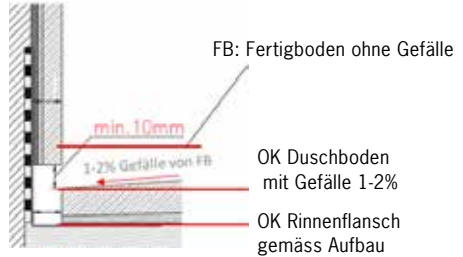 FB: Fertigboden ohne Gefälle
min.10mm
1-2% Gefälle von FB
OK Duschboden
mit Gefälle 1-2%
OK Rinnenflansch
gemäss Aufbau